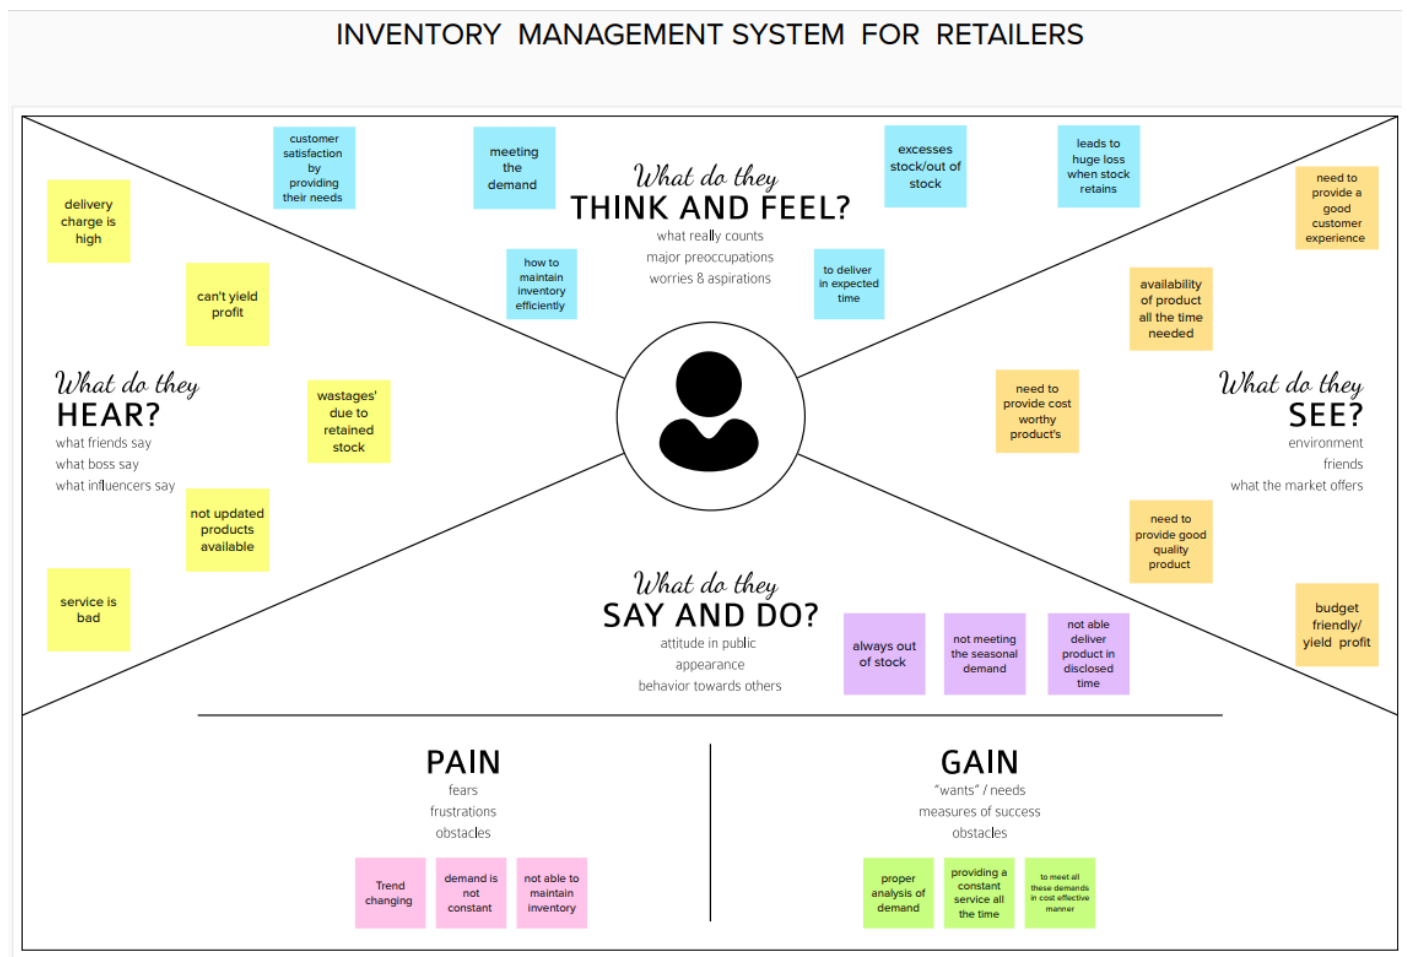 INVENTORY MANAGEMENT SYSTEM FOR RETAILERS
customer
satisfaction
by
providing
their needs
meeting
the
demand
What do they
THINK AND FEEL?
what really counts
major preoccupations
worries & aspirations
excesses
stock/out of
stock
leads to
huge loss
when stock
retains
how to
maintain
inventory
efficiently
to deliver
in expected
time
delivery
charge is
high
can't yield
profit
What do they
HEAR?
what friends say
what boss say
what influencers say
wastages'
due to
retained
stock
not updated
products
available
service is
bad
need to
provide a
good
customer
experience
availability
of product
all the time
needed
need to
provide cost
worthy
product's
What do they
SEE?
environment
friends
what the market offers
need to
provide good
quality
product
budget
friendly/
yield profit
What do they
SAY AND DO?
attitude in public
appearance
behavior towards others
always out
of stock
not meeting
the seasonal
demand
not able
deliver
product in
disclosed
time
PAIN
fears
frustrations
obstacles
Trend
changing
demand is
not
constant
not able to
maintain
inventory
GAIN
"wants" / needs
measures of success
obstacles
proper
analysis of
demand
providing a
constant
service all
the time
to meet all
these demands
in cost effective
manner